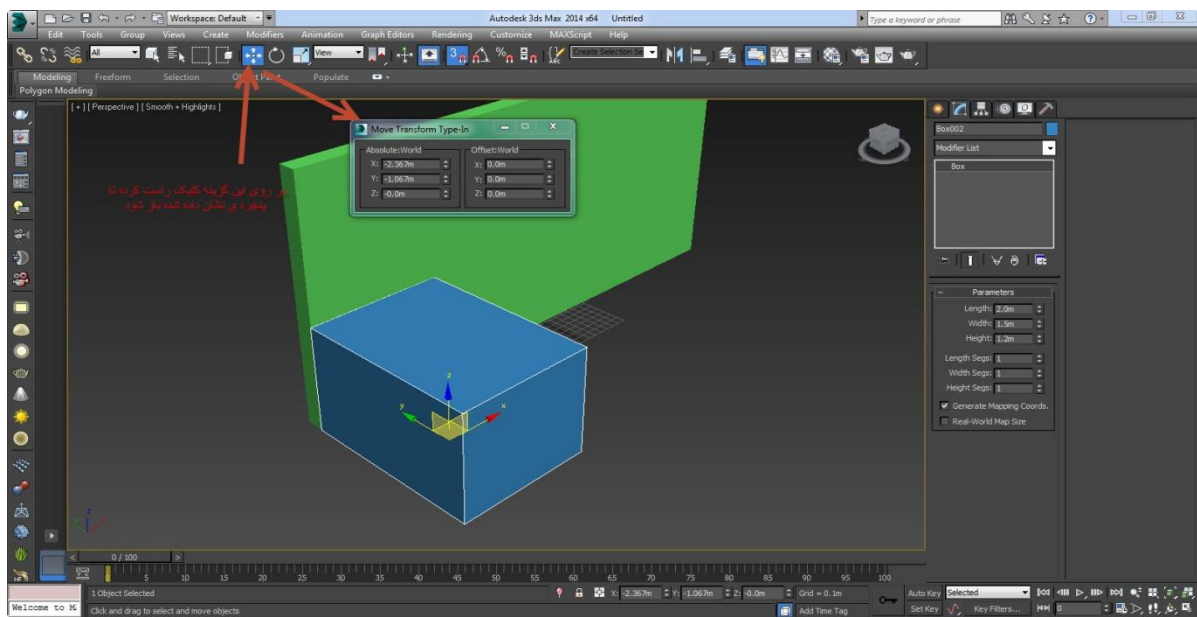 Workspace: Default
Autodesk 3ds Max 2014 x64 Untitled
Type a keyword or phrase
Edit Tools Group Views Create Modifiers Animation Graph Editors Rendering Customize MAXScript Help
All
View
3
Create Selection Se
Modeling Freeform Selection Populate
Polygon Modeling
[ + ] [ Perspective ] [ Smooth + Highlights ]
Move Transform Type-In
Absolute:World Offset:World
X: -2.367m X: 0.0m
Y: -1.067m Y: 0.0m
Z: -0.0m Z: 0.0m
بر روی این گزینه کلیک راست کرده تا
پنجره ی نشان داده شده باز شود.
Box002
Modifier List
Box
Parameters
Length: 2.0m
Width: 1.5m
Height: 1.2m
Length Segs: 1
Width Segs: 1
Height Segs: 1
Generate Mapping Coords.
Real-World Map Size
z
y x
z
0 / 100
0 5 10 15 20 25 30 35 40 45 50 55 60 65 70 75 80 85 90 95 100
1 Object Selected X: -2.367m Y: -1.067m Z: -0.0m Grid = 0.1m Auto Key Selected
Welcome to M Click and drag to select and move objects Add Time Tag Set Key Key Filters... 0